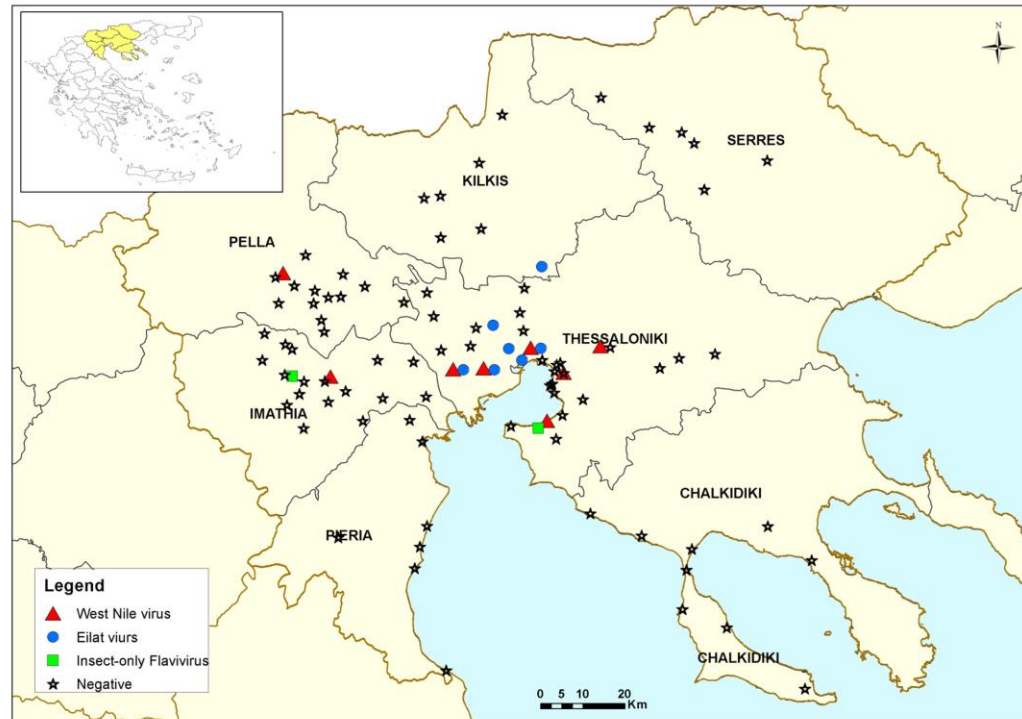 N
SERRES
KILKIS
PELLA
THESSALONIKI
IMATHIA
CHALKIDIKI
PIERIA
CHALKIDIKI
Legend
West Nile virus
Eilat viurs
Insect-only Flavivirus
Negative
0 5 10 20
Km